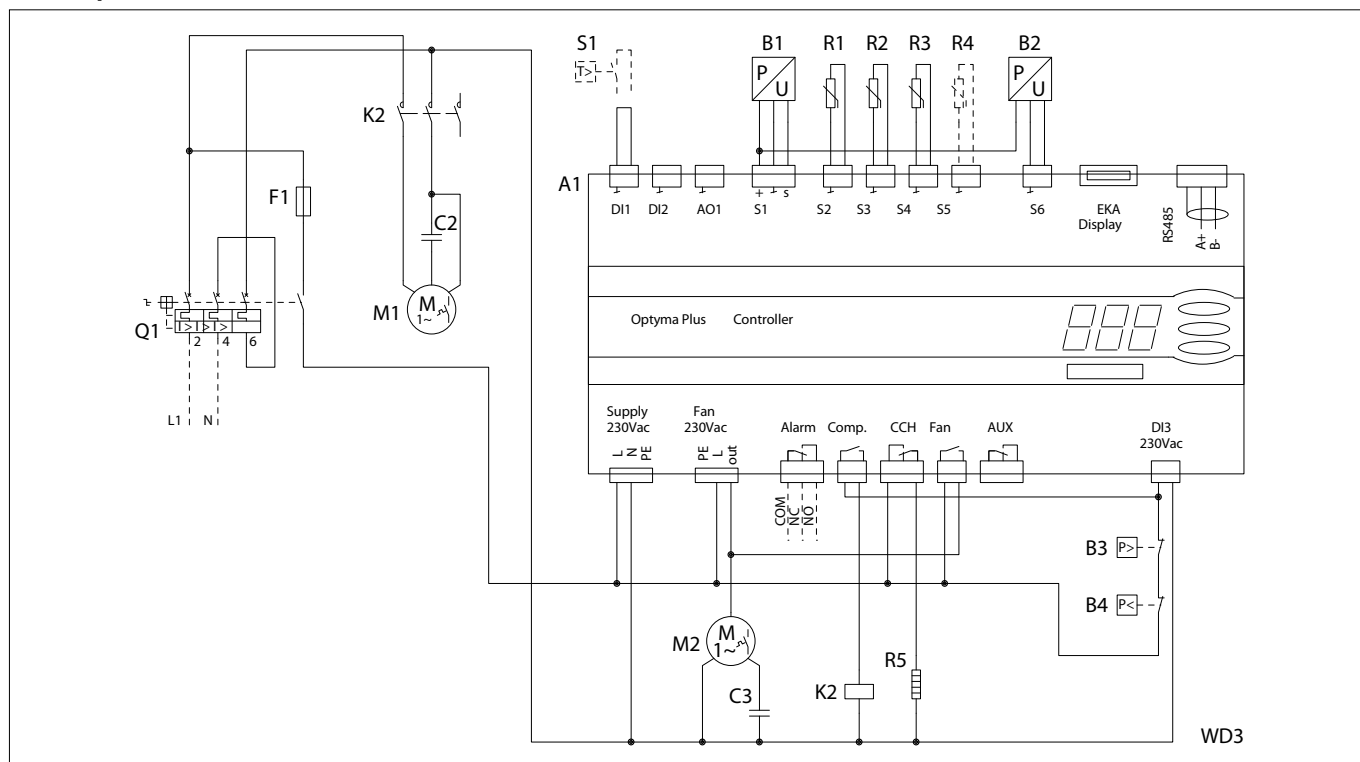 S1
B1
R1
R2
R3
R4
B2
T>
P
U
P
U
K2
A1
F1
DI1
DI2
AO1
+
S1
s
S2
S3
S4
S5
S6
EKA
Display
RS485
A+
B-
C2
M1
M
1~
Q1
I>
I>
I>
2
4
6
L1
N
Optyma Plus
Controller
Supply
230Vac
Fan
230Vac
Alarm
Comp.
CCH
Fan
AUX
DI3
230Vac
L
N
PE
PE
L
out
COM
NC
NO
B3
P>
B4
P<
M2
M
1~
C3
K2
R5
WD3